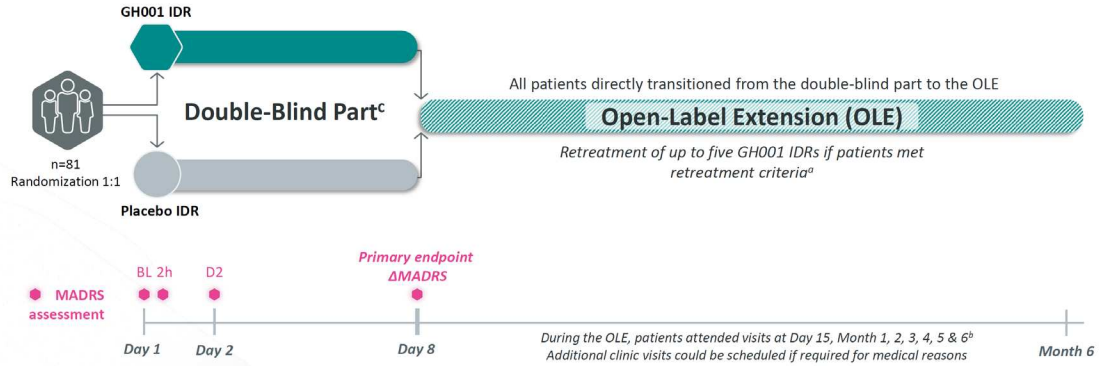 GH001 IDR
All patients directly transitioned from the double-blind part to the OLE
Double-Blind Partᶜ
Open-Label Extension (OLE)
Retreatment of up to five GH001 IDRs if patients met
retreatment criteriaᵃ
n=81
Randomization 1:1
Placebo IDR
Primary endpoint
ΔMADRS
BL 2h
D2
MADRS
assessment
During the OLE, patients attended visits at Day 15, Month 1, 2, 3, 4, 5 & 6ᵇ
Additional clinic visits could be scheduled if required for medical reasons
Day 1
Day 2
Day 8
Month 6